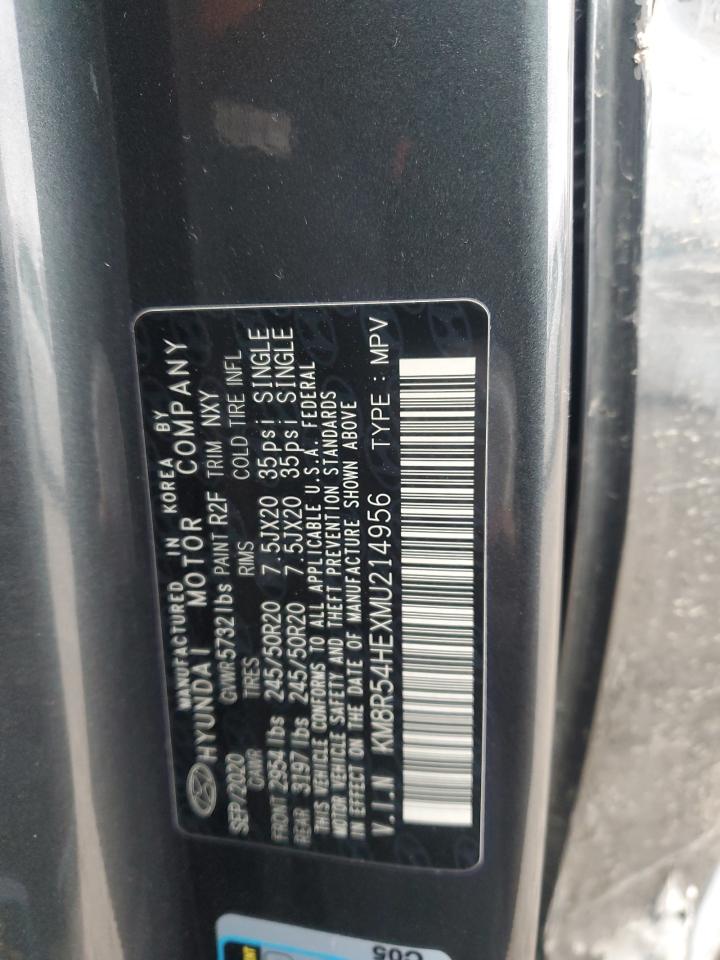 MANUFACTURED IN KOREA BY
HYUNDAI MOTOR COMPANY
SEP/2020 GVWR 5732 lbs PAINT R2F TRIM NXY
GAWR TIRES RIMS COLD TIRE INFL
FRONT 2954 lbs 245/50R20 7.5JX20 35psi SINGLE
REAR 3197 lbs 245/50R20 7.5JX20 35psi SINGLE
THIS VEHICLE CONFORMS TO ALL APPLICABLE U.S.A. FEDERAL
MOTOR VEHICLE SAFETY AND THEFT PREVENTION STANDARDS
IN EFFECT ON THE DATE OF MANUFACTURE SHOWN ABOVE
V.I.N KM8R54HEXMU214956 TYPE : MPV
C05